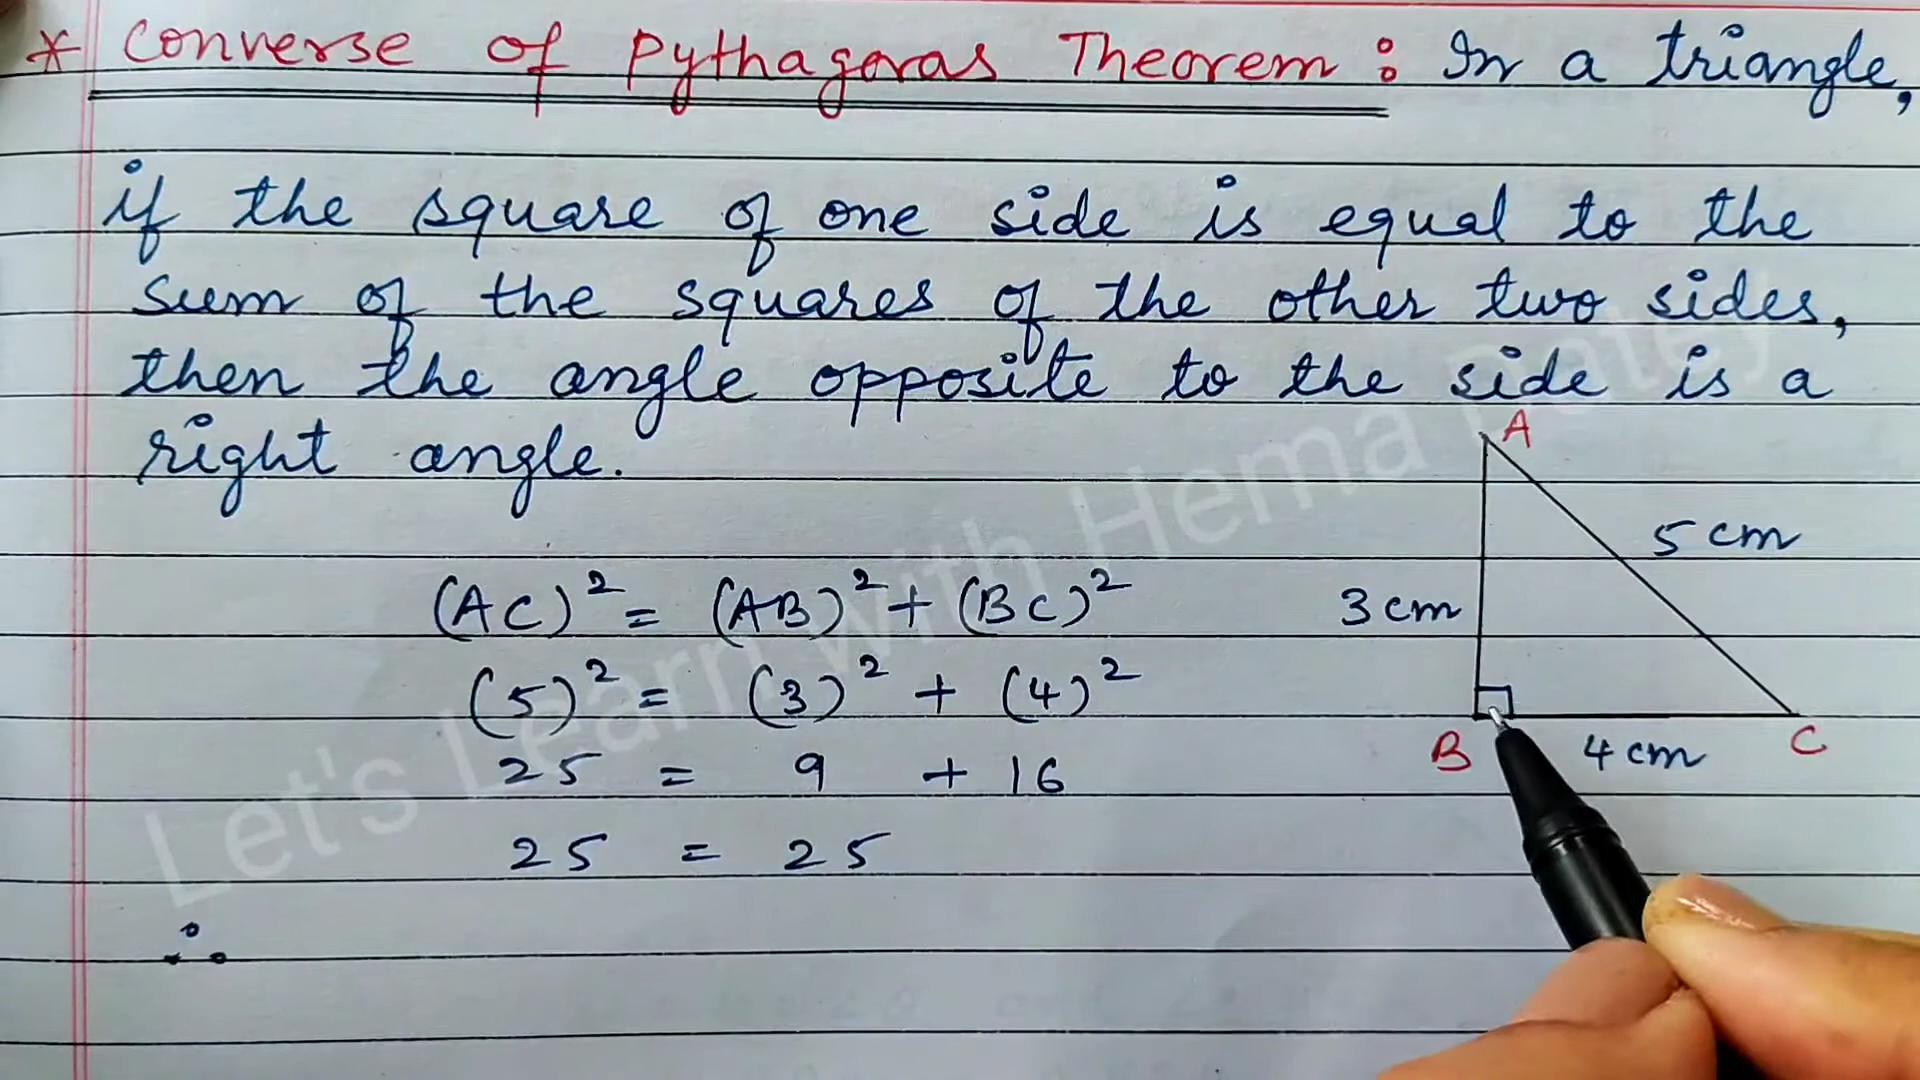 * Converse of Pythagoras Theorem : In a triangle,
if the square of one side is equal to the
sum of the squares of the other two sides,
then the angle opposite to the side is a
right angle.
A
5 cm
3 cm
B
4 cm
C
(AC)² = (AB)² + (BC)²
(5)² = (3)² + (4)²
25 = 9 + 16
25 = 25
∴
Let's Learn with Hema Patey